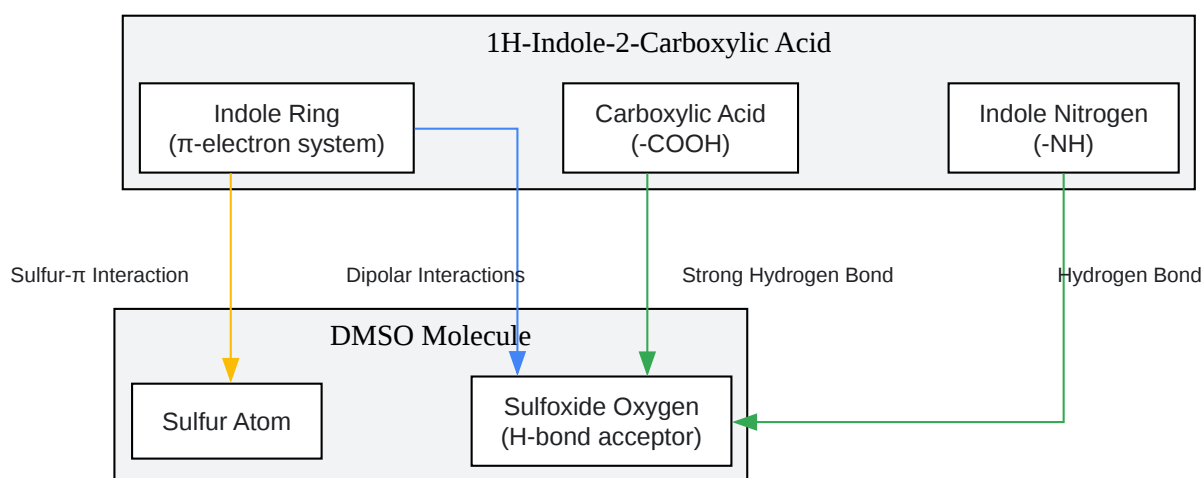 1H-Indole-2-Carboxylic Acid
Indole Ring
(π-electron system)
Carboxylic Acid
(-COOH)
Indole Nitrogen
(-NH)
Sulfur-π Interaction
Dipolar Interactions
Strong Hydrogen Bond
Hydrogen Bond
DMSO Molecule
Sulfur Atom
Sulfoxide Oxygen
(H-bond acceptor)